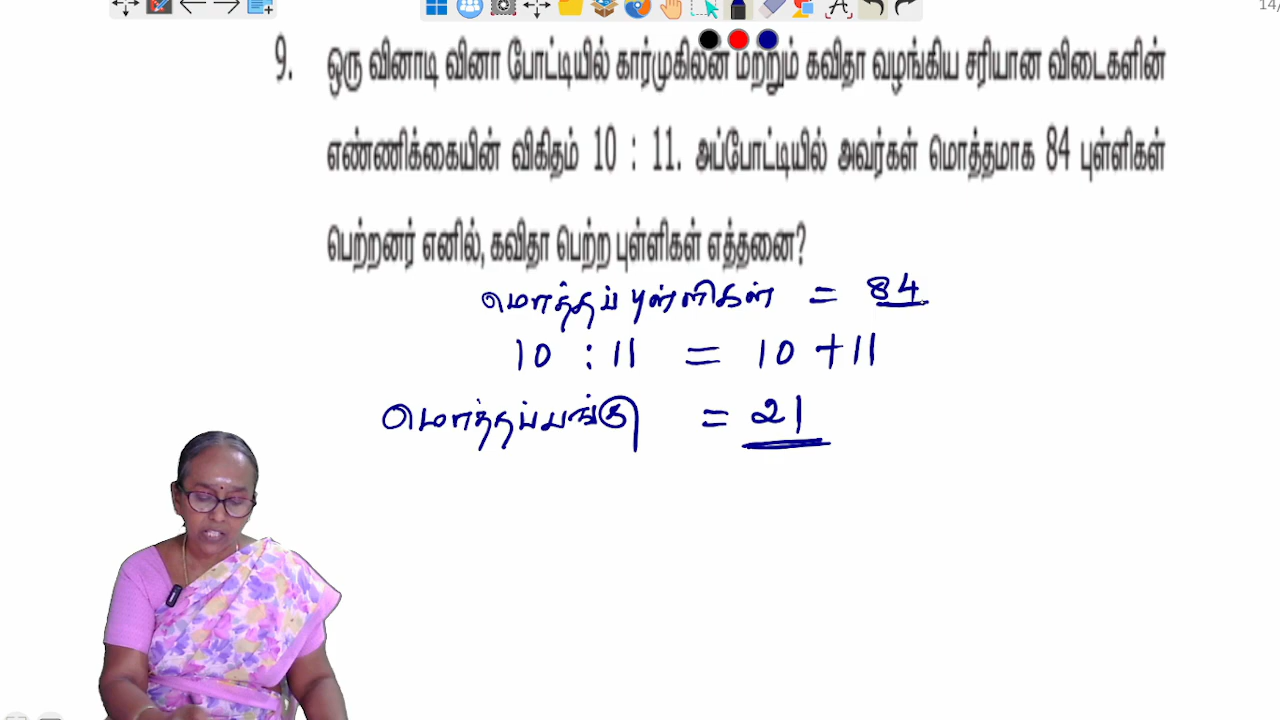 14/
9. ஒரு வினாடி வினா போட்டியில் கார்முகிலன் மற்றும் கவிதா வழங்கிய சரியான விடைகளின்
எண்ணிக்கையின் விகிதம் 10 : 11. அப்போட்டியில் அவர்கள் மொத்தமாக 84 புள்ளிகள்
பெற்றனர் எனில், கவிதா பெற்ற புள்ளிகள் எத்தனை?
மொத்தப் புள்ளிகள் = 84
10 : 11 = 10 + 11
மொத்தப்பங்கு = 21